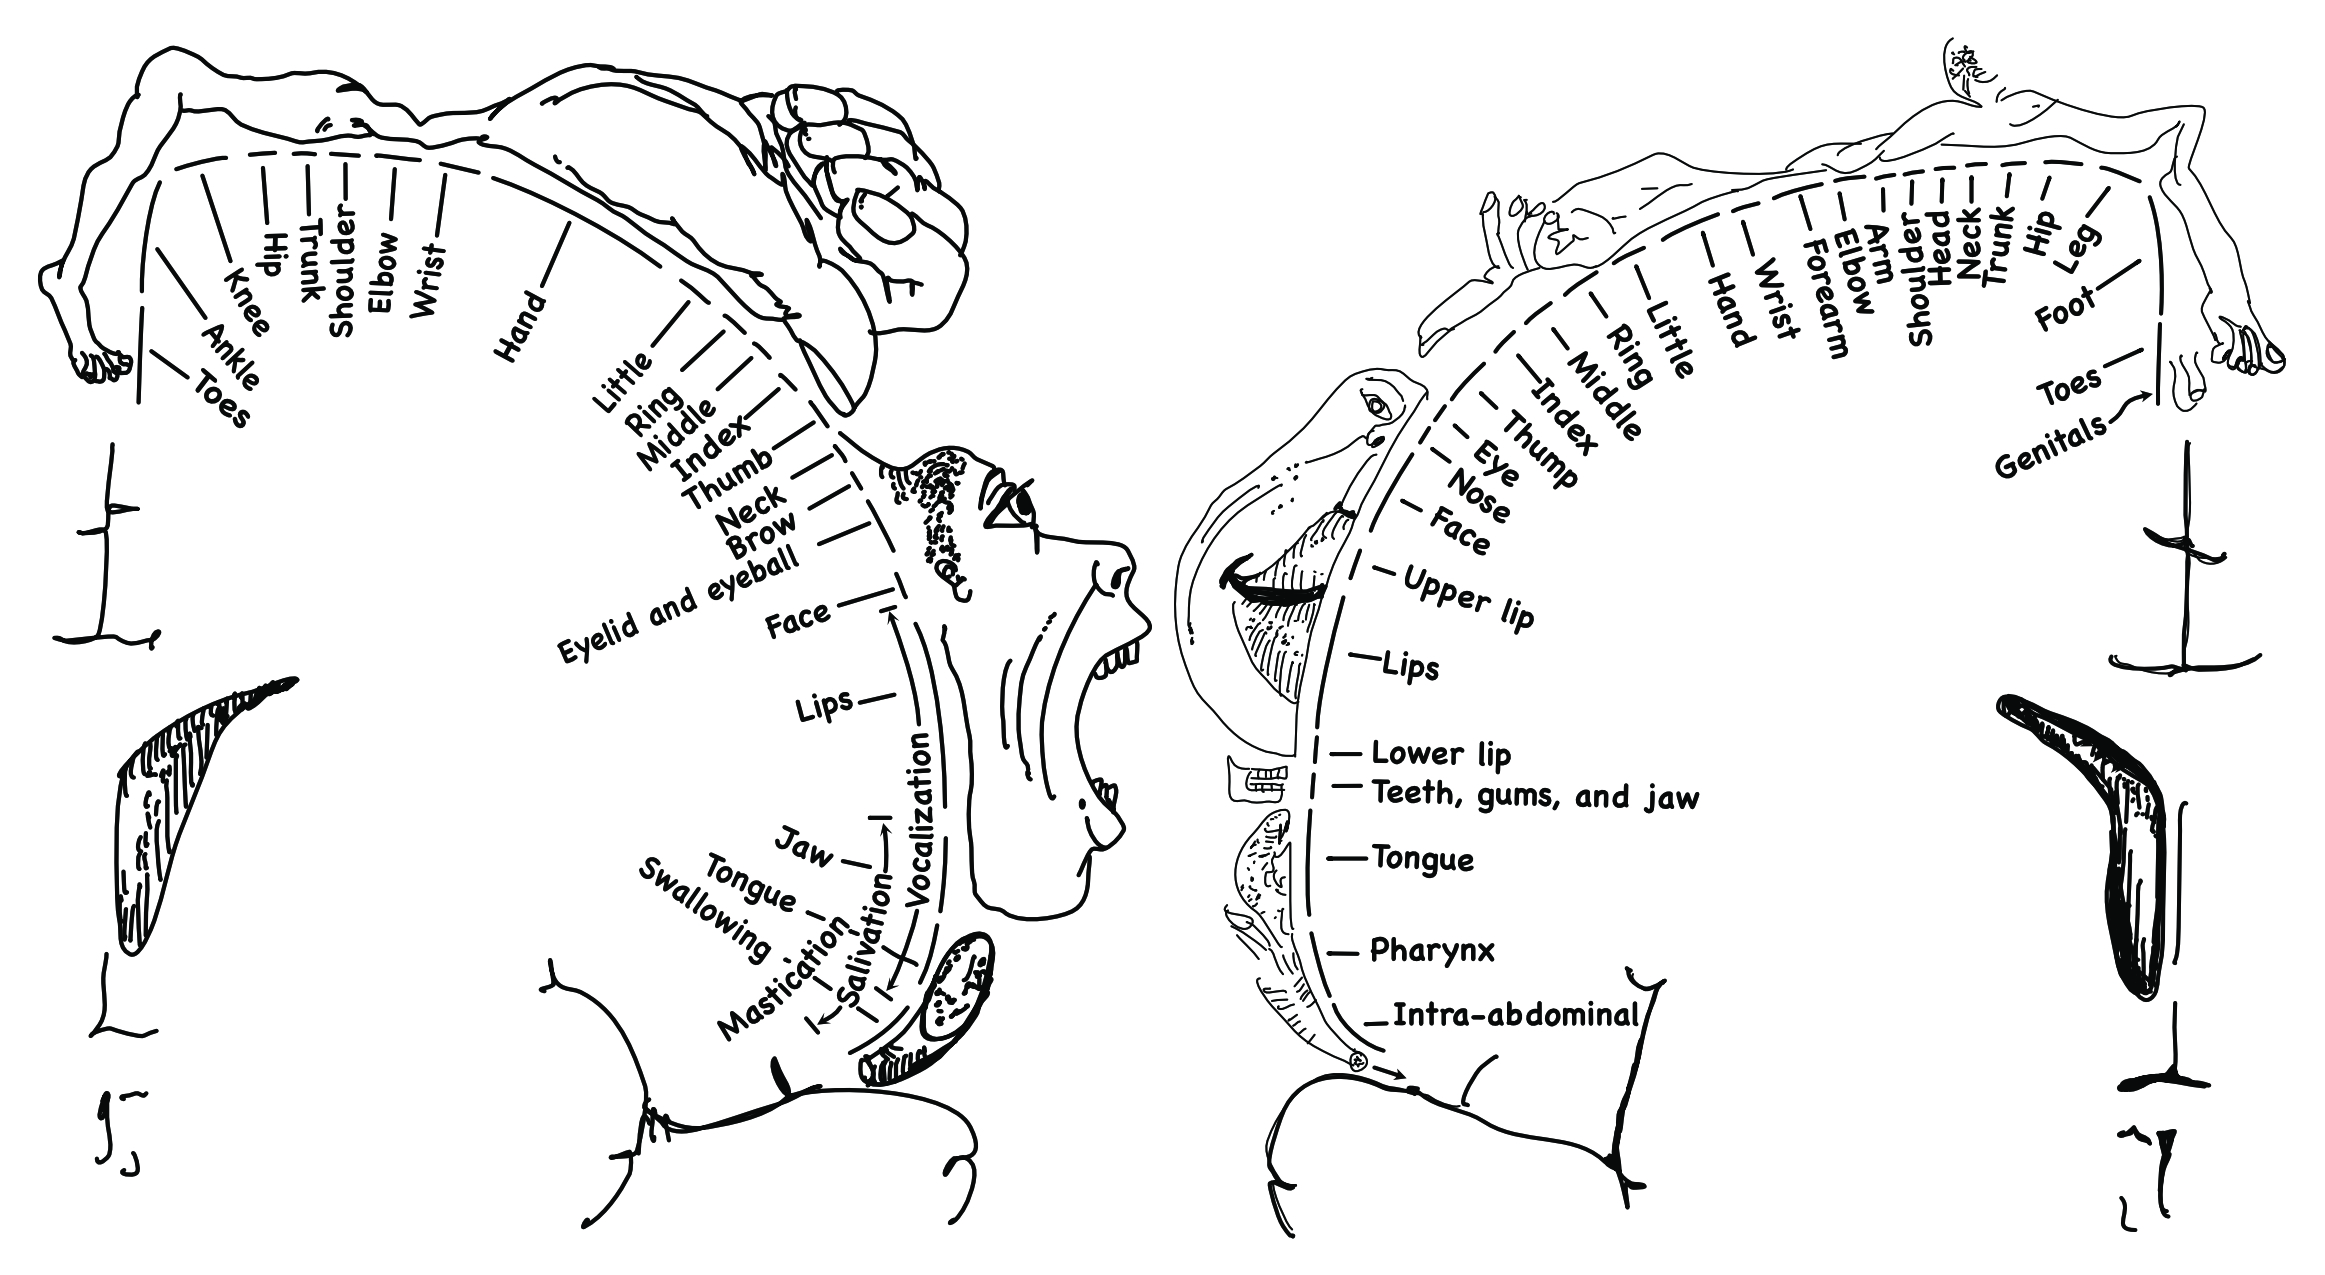 Toes
Ankle
Knee
Hip
Trunk
Shoulder
Elbow
Wrist
Hand
Little
Ring
Middle
Index
Thumb
Neck
Brow
Eyelid and eyeball
Face
Lips
Vocalization
Jaw
Tongue
Swallowing
Mastication
Salivation
Genitals
Toes
Foot
Leg
Hip
Trunk
Neck
Head
Shoulder
Arm
Elbow
Forearm
Wrist
Hand
Little
Ring
Middle
Index
Thump
Eye
Nose
Face
Upper lip
Lips
Lower lip
Teeth, gums, and jaw
Tongue
Pharynx
Intra-abdominal